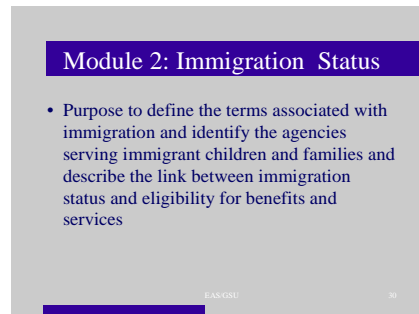 Module 2: Immigration Status
• Purpose to define the terms associated with
immigration and identify the agencies
serving immigrant children and families and
describe the link between immigration
status and eligibility for benefits and
services
EAS/GSU 30